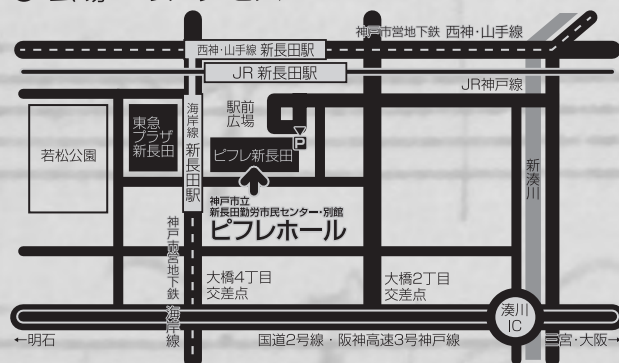 神戸市営地下鉄 西神・山手線
西神・山手線 新長田駅
JR 新長田駅
JR神戸線
海岸線 新長田駅
駅前
広場
東急
プラザ
新長田
若松公園
P
ピフレ新長田
新湊川
神戸市立
新長田勤労市民センター・別館
ピフレホール
神戸市営地下鉄 海岸線
大橋4丁目
交差点
大橋2丁目
交差点
湊川
IC
←明石
国道2号線・阪神高速3号神戸線
三宮・大阪→